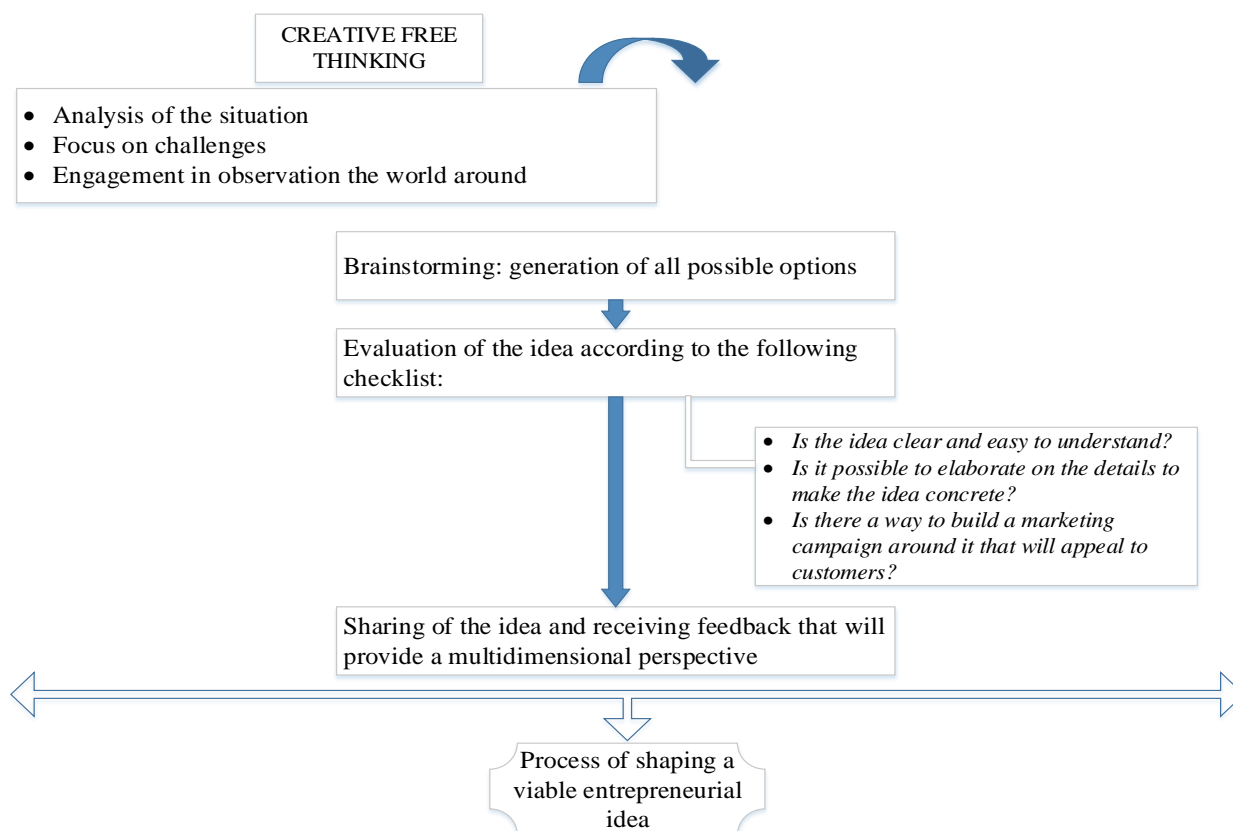 CREATIVE FREE
THINKING
• Analysis of the situation
• Focus on challenges
• Engagement in observation the world around
Brainstorming: generation of all possible options
Evaluation of the idea according to the following
checklist:
• Is the idea clear and easy to understand?
• Is it possible to elaborate on the details to
make the idea concrete?
• Is there a way to build a marketing
campaign around it that will appeal to
customers?
Sharing of the idea and receiving feedback that will
provide a multidimensional perspective
Process of shaping a
viable entrepreneurial
idea